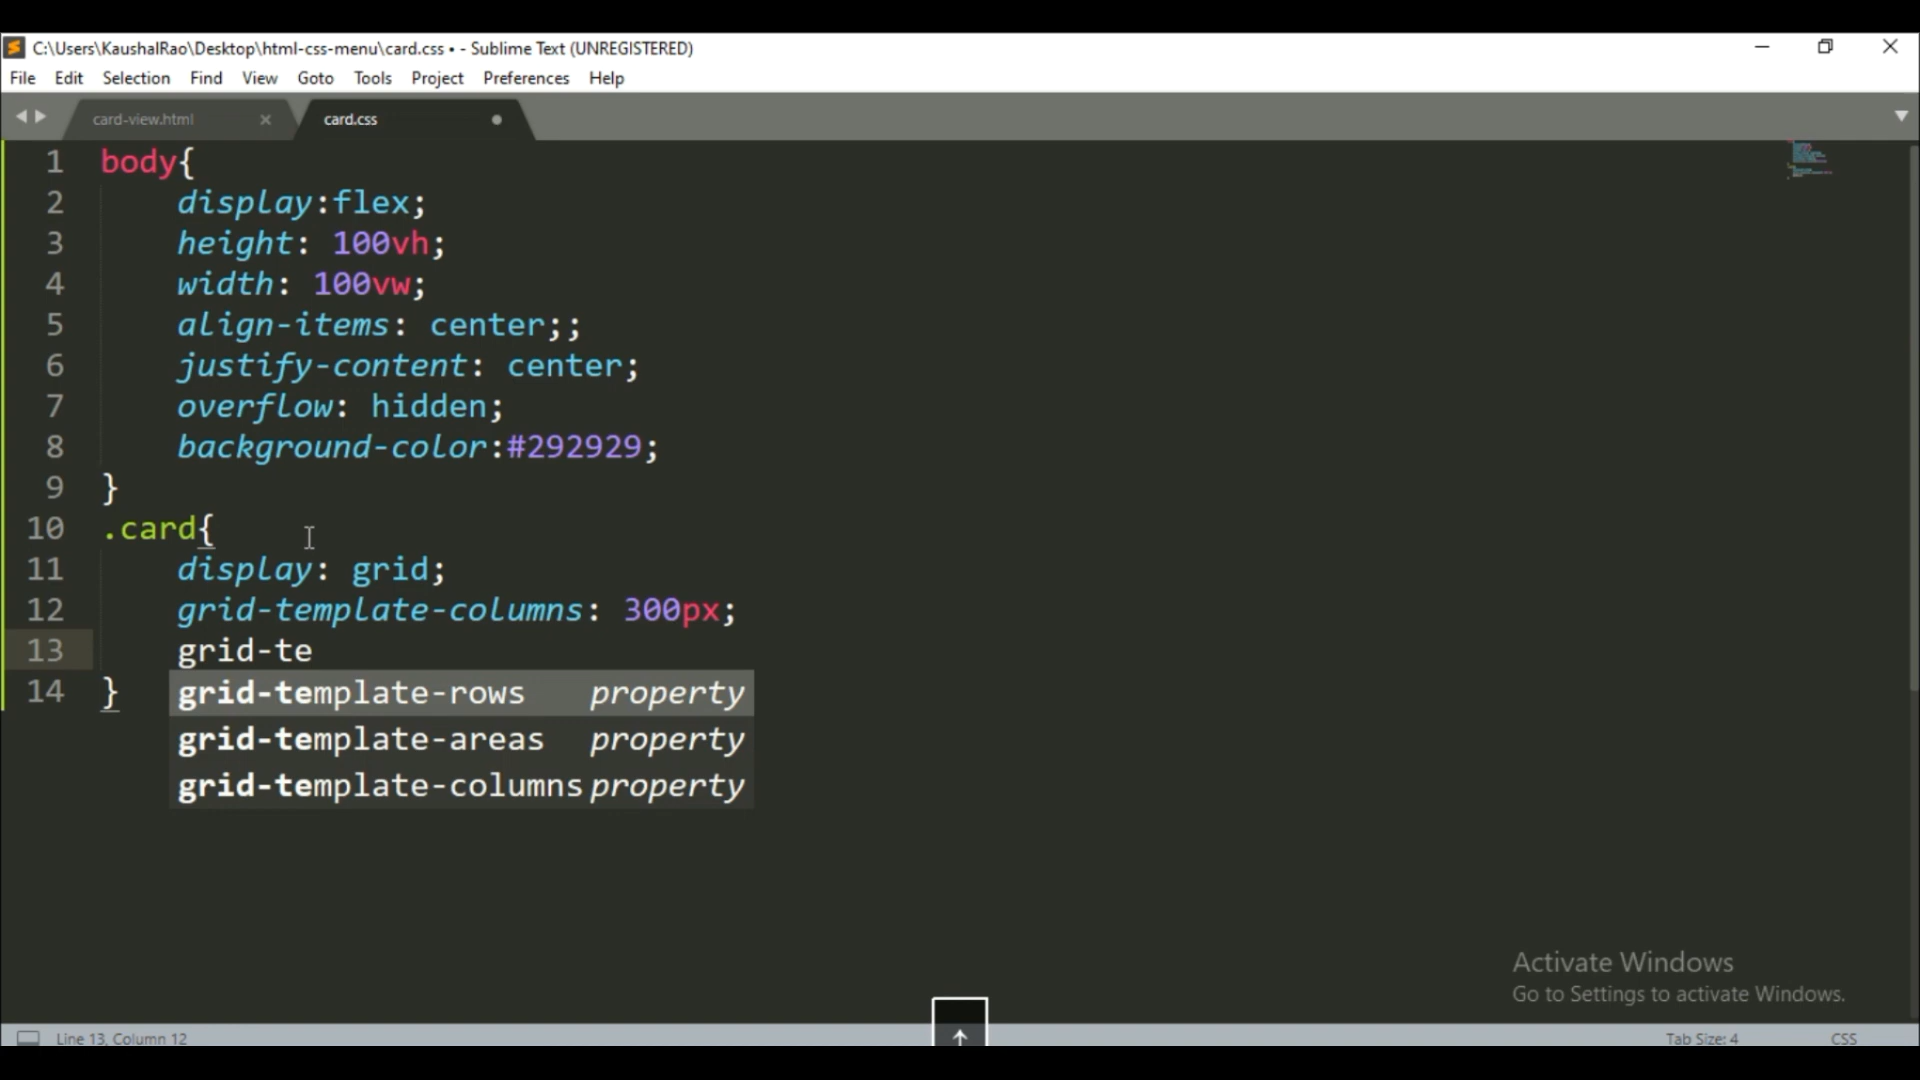 C:\Users\KaushalRao\Desktop\html-css-menu\card.css • - Sublime Text (UNREGISTERED)
File Edit Selection Find View Goto Tools Project Preferences Help
card-view.html card.css
1 body{
2 display:flex;
3 height: 100vh;
4 width: 100vw;
5 align-items: center;;
6 justify-content: center;
7 overflow: hidden;
8 background-color:#292929;
9 }
10 .card{
11 display: grid;
12 grid-template-columns: 300px;
13 grid-te
14 }
grid-template-rows property
grid-template-areas property
grid-template-columns property
Activate Windows
Go to Settings to activate Windows.
Line 13, Column 12 Tab Size: 4 CSS